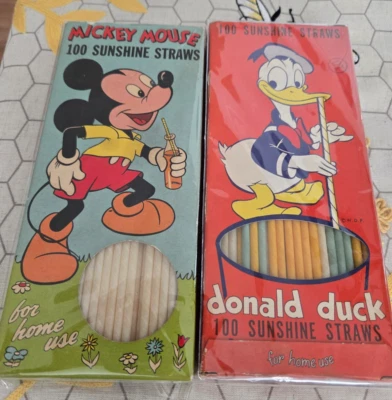 MICKEY MOUSE
100 SUNSHINE STRAWS
for
home
use
100 SUNSHINE STRAWS
donald duck
100 SUNSHINE STRAWS
for home use